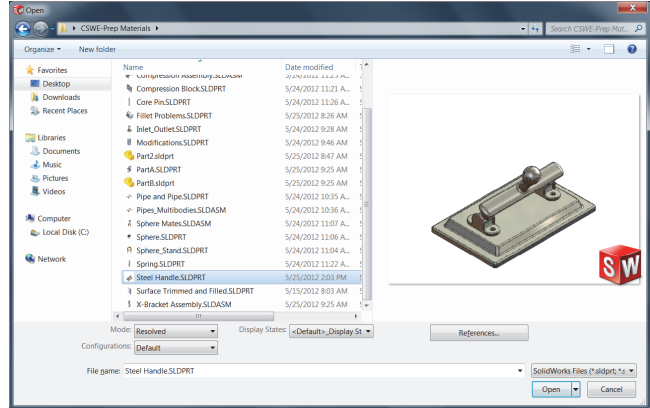 Open
CSWE-Prep Materials
Search CSWE-Prep Mat...
Organize
New folder
Favorites
Desktop
Downloads
Recent Places
Libraries
Documents
Music
Pictures
Videos
Computer
Local Disk (C:)
Network
Name Date modified
Compression Assembly.SLDASM 5/24/2012 11:25 A...
Compression Block.SLDPRT 5/24/2012 11:21 A...
Core Pin.SLDPRT 5/24/2012 11:26 A...
Fillet Problems.SLDPRT 5/25/2012 8:26 AM
Inlet_Outlet.SLDPRT 5/24/2012 9:28 AM
Modifications.SLDPRT 5/24/2012 9:46 AM
Part2.sldprt 5/25/2012 8:47 AM
PartA.SLDPRT 5/25/2012 9:25 AM
PartB.sldprt 5/25/2012 9:25 AM
Pipe and Pipe.SLDPRT 5/24/2012 10:35 A...
Pipes_Multibodies.SLDASM 5/24/2012 10:36 A...
Sphere Mates.SLDASM 5/24/2012 11:07 A...
Sphere.SLDPRT 5/24/2012 11:06 A...
Sphere_Stand.SLDPRT 5/24/2012 11:04 A...
Spring.SLDPRT 5/24/2012 11:22 A...
Steel Handle.SLDPRT 5/25/2012 2:03 PM
Surface Trimmed and Filled.SLDPRT 5/15/2012 8:03 AM
X-Bracket Assembly.SLDASM 5/25/2012 9:25 AM
SW
Mode: Resolved
Display States: <Default>_Display St
References...
Configurations: Default
File name: Steel Handle.SLDPRT
SolidWorks Files (*.sldprt; *.s
Open
Cancel